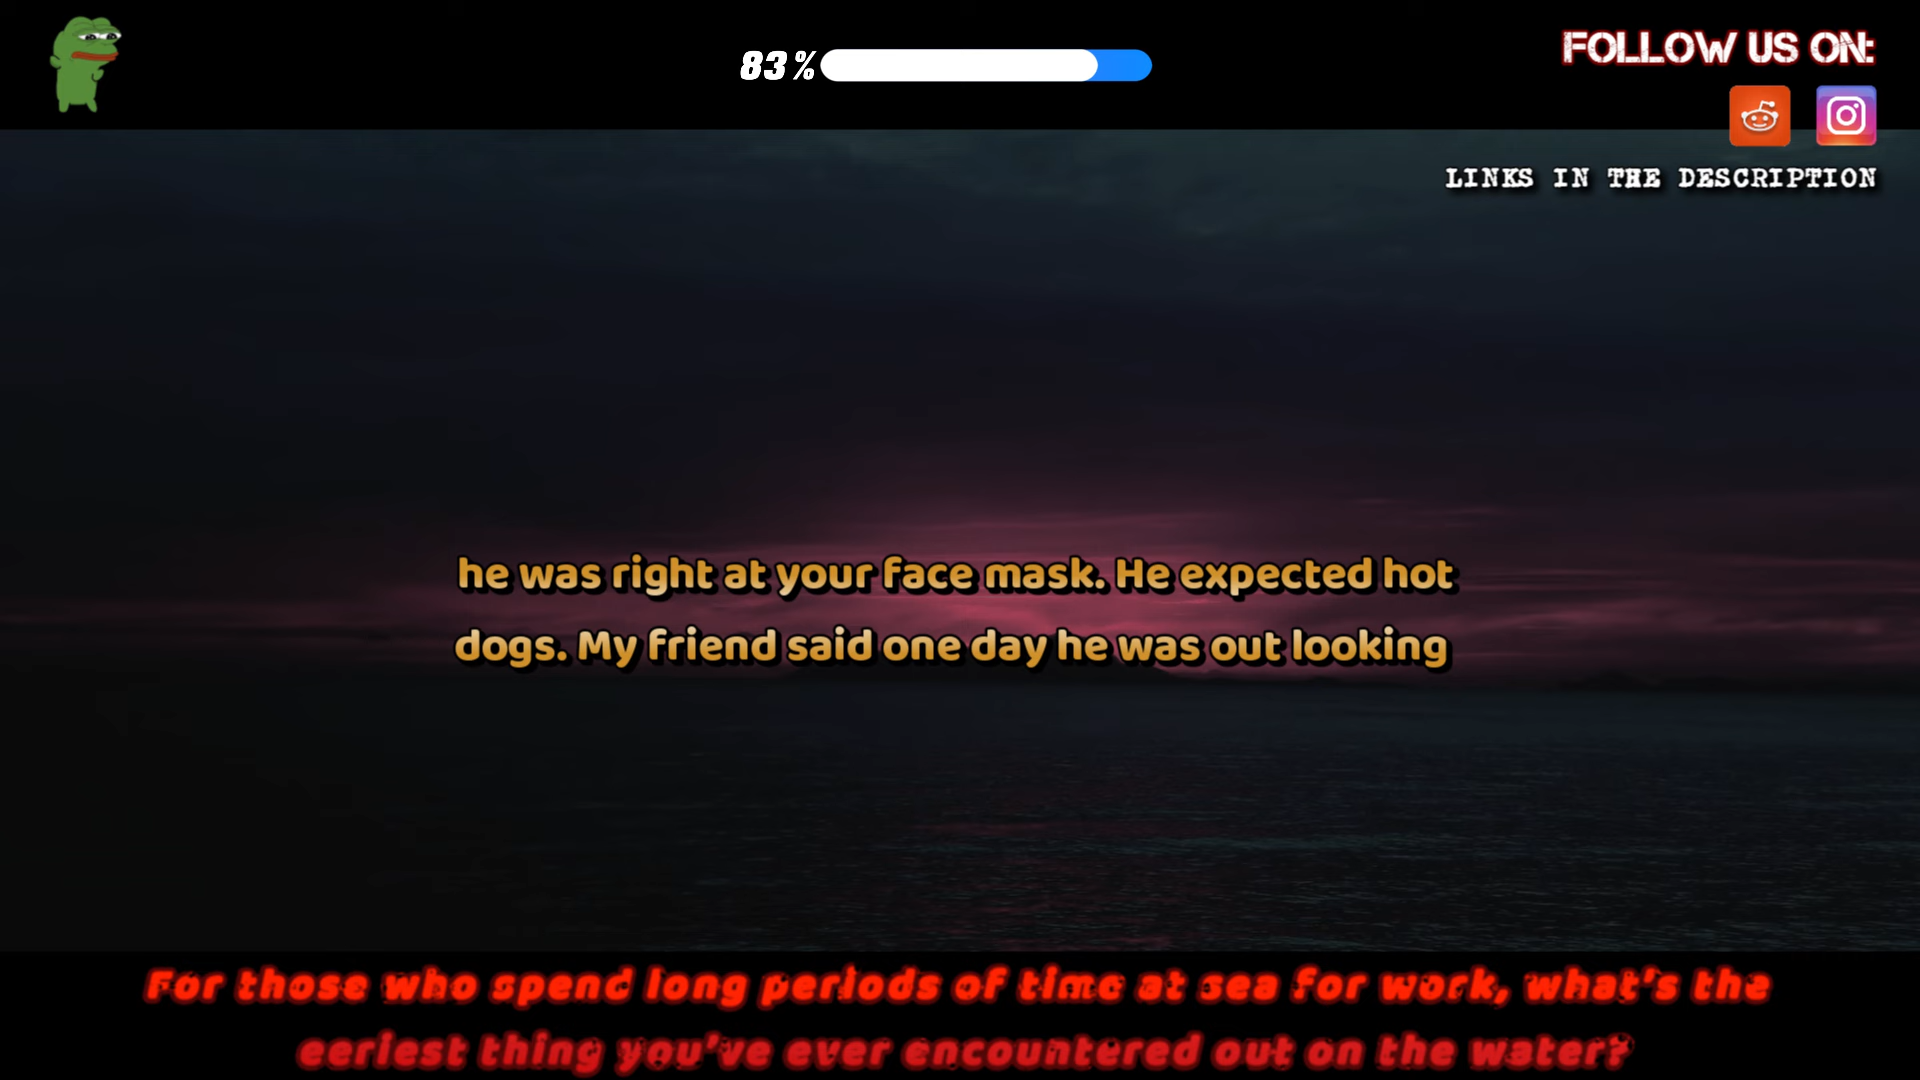 83%
FOLLOW US ON:
LINKS IN THE DESCRIPTION
he was right at your face mask. He expected hot
dogs. My friend said one day he was out looking
For those who spend long periods of time at sea for work, what's the
eeriest thing you've ever encountered out on the water?